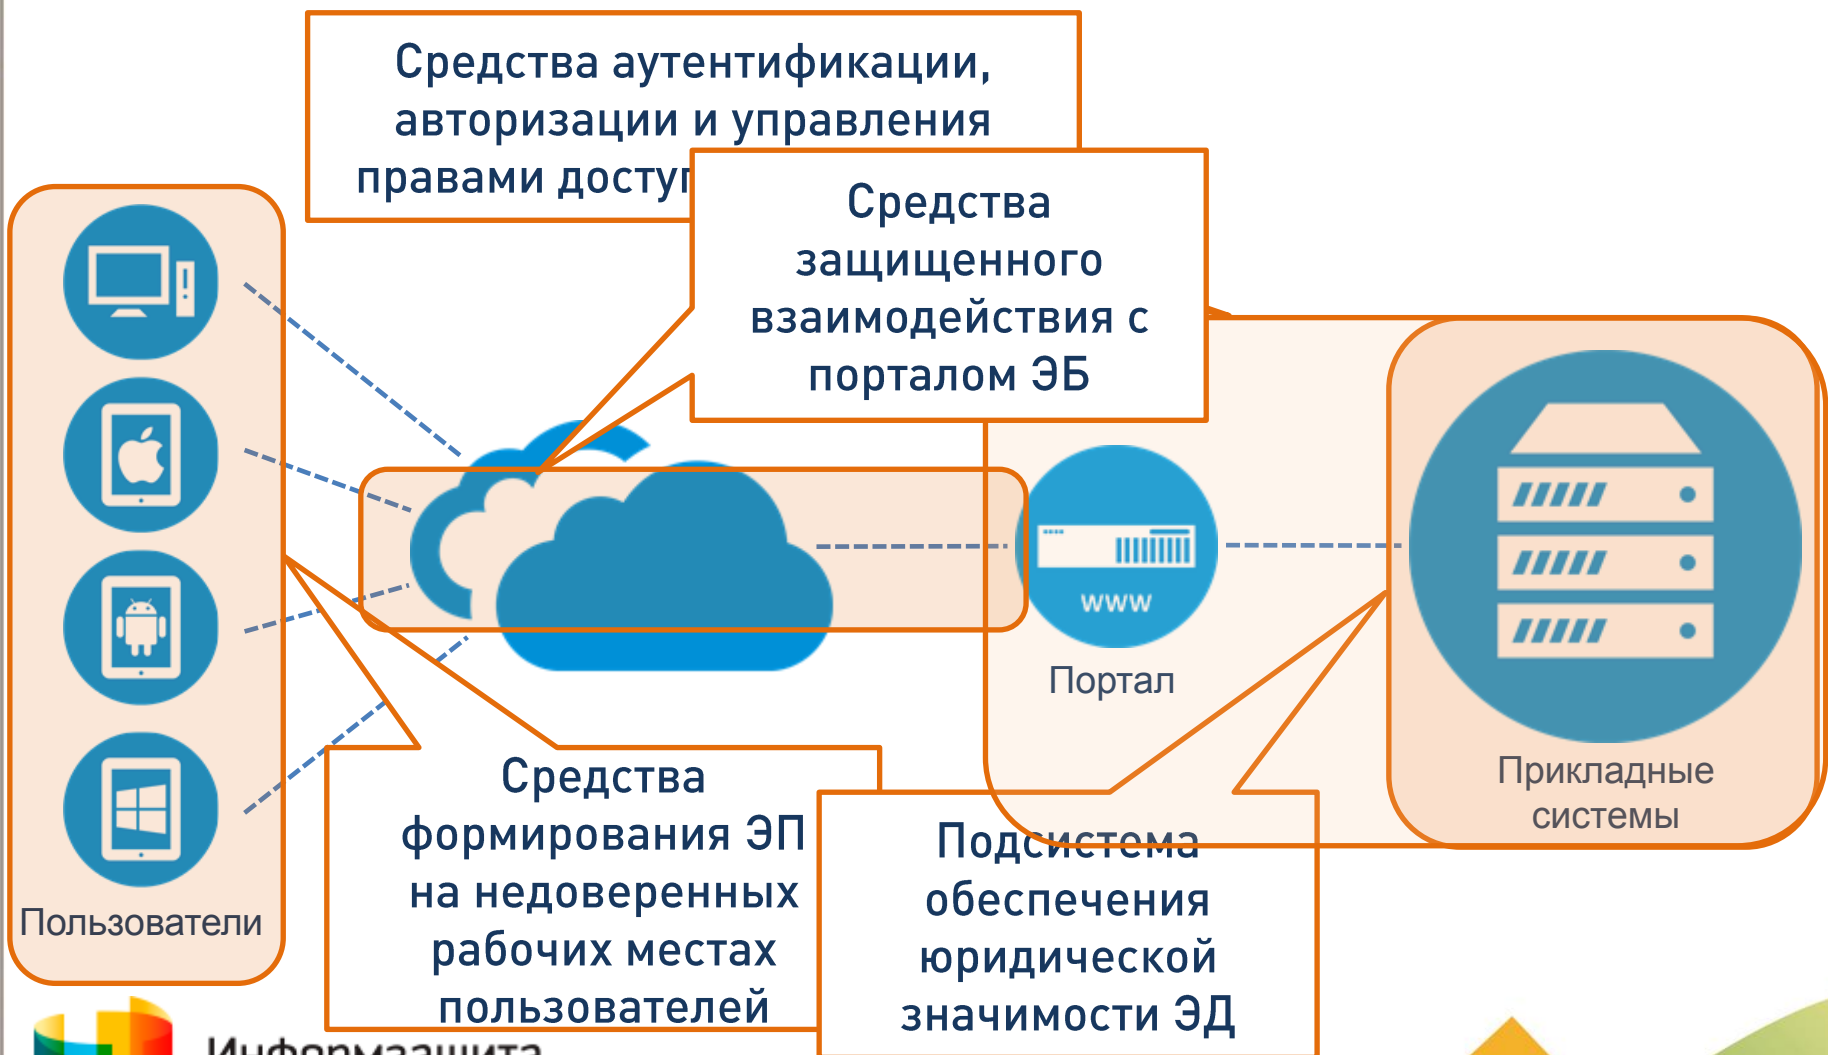 Средства аутентификации,
авторизации и управления
правами
Средства
защищенного
взаимодействия с
порталом ЭБ
www
Портал
Прикладные
системы
Пользователи
Средства
формирования ЭП
на недоверенных
рабочих местах
пользователей
Подсистема
обеспечения
юридической
значимости ЭД
Информзащита